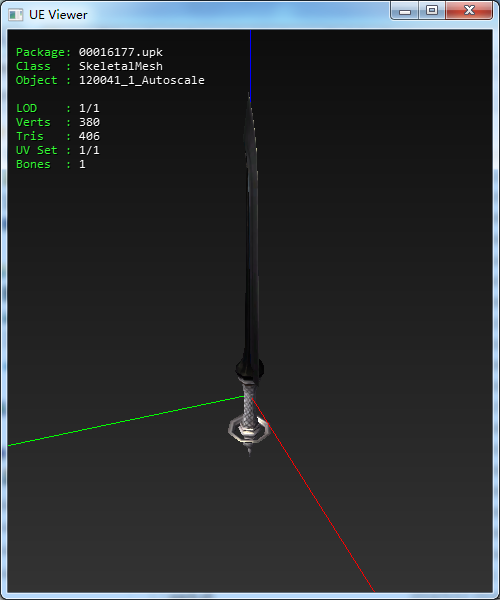 UE Viewer
Package: 00016177.upk
Class : SkeletalMesh
Object : 120041_1_Autoscale
LOD : 1/1
Verts : 380
Tris : 406
UV Set : 1/1
Bones : 1